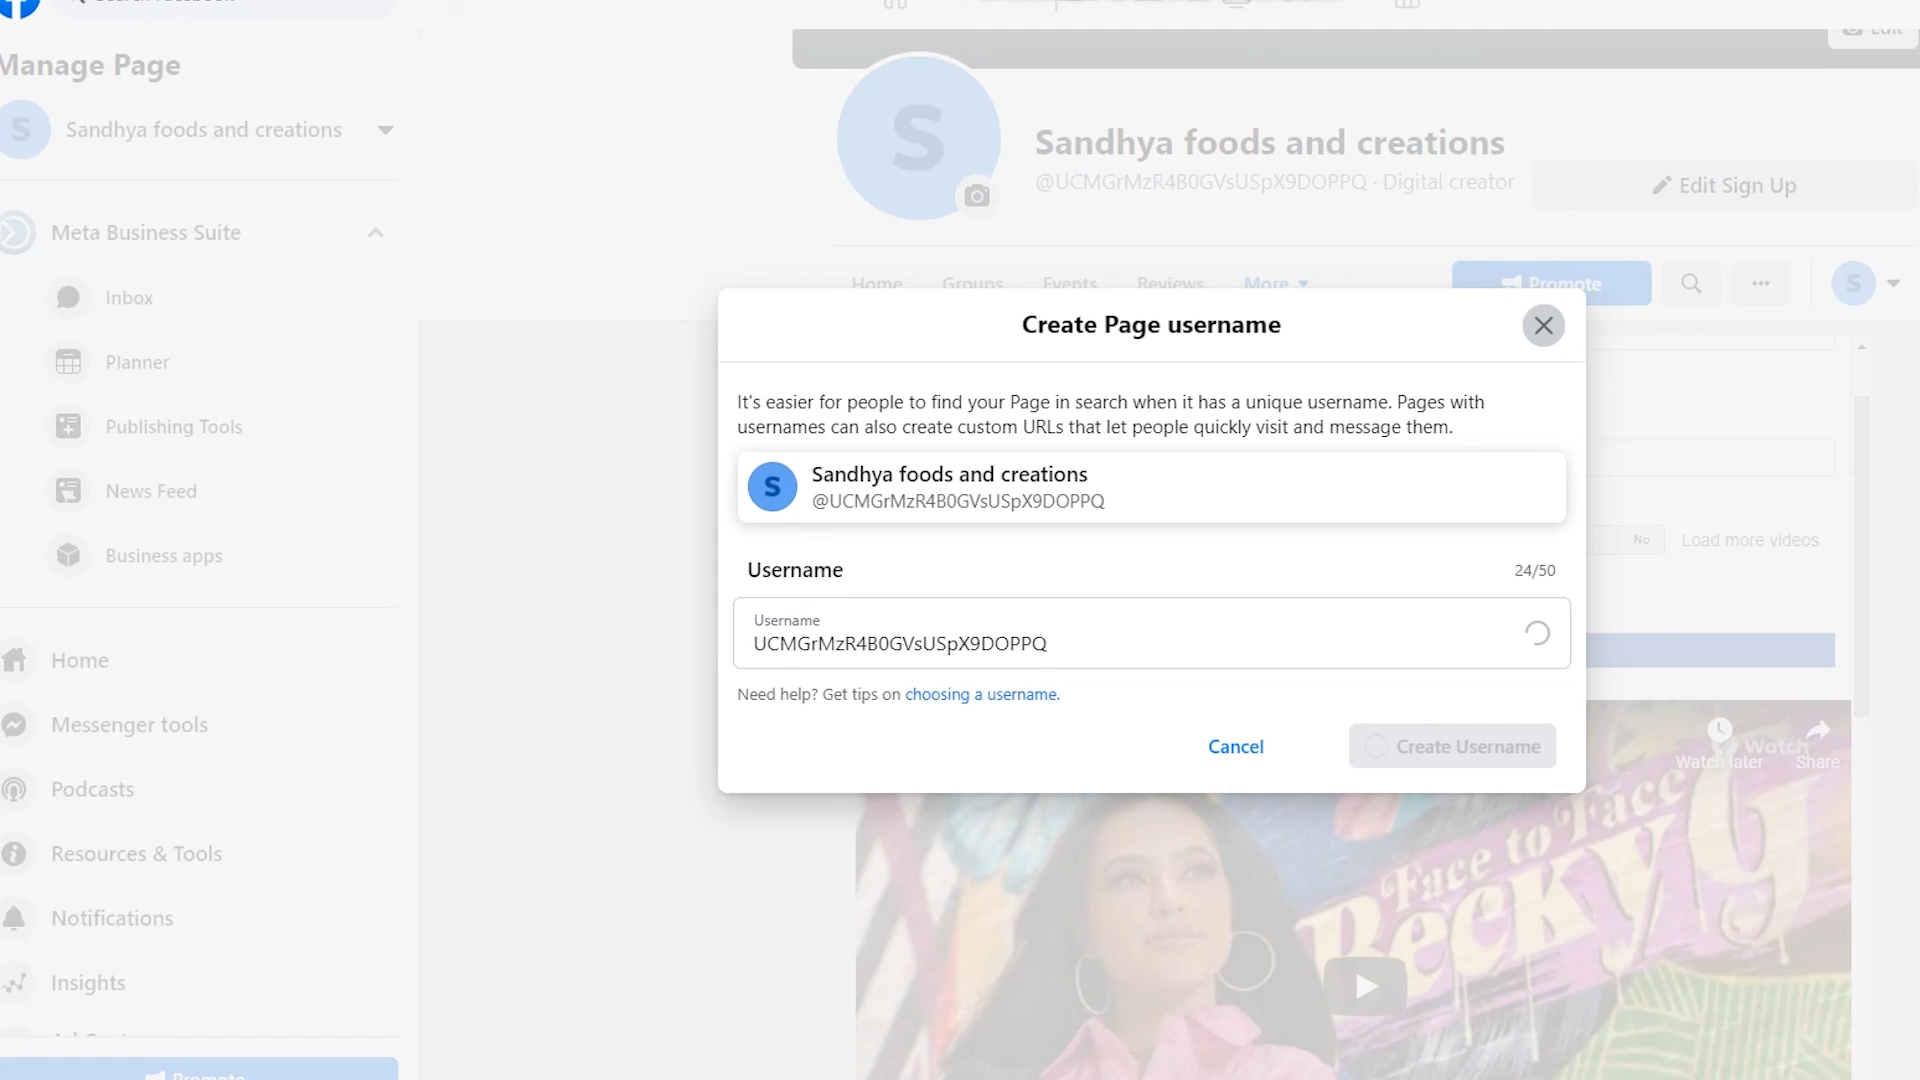 Manage Page
S
Sandhya foods and creations
Meta Business Suite
Inbox
Planner
Publishing Tools
News Feed
Business apps
Home
Messenger tools
Podcasts
Resources & Tools
Notifications
Insights
Promote
Edit
S
Sandhya foods and creations
@UCMGrMzR4B0GVsUSpX9DOPPQ · Digital creator
Edit Sign Up
Home Groups Events Reviews More
Promote
S
Create Page username
It's easier for people to find your Page in search when it has a unique username. Pages with
usernames can also create custom URLs that let people quickly visit and message them.
S
Sandhya foods and creations
@UCMGrMzR4B0GVsUSpX9DOPPQ
Username 24/50
Username
UCMGrMzR4B0GVsUSpX9DOPPQ
Need help? Get tips on choosing a username.
Cancel Create Username
No Load more videos
Watch
Watch later Share
Face to Face
Becky G